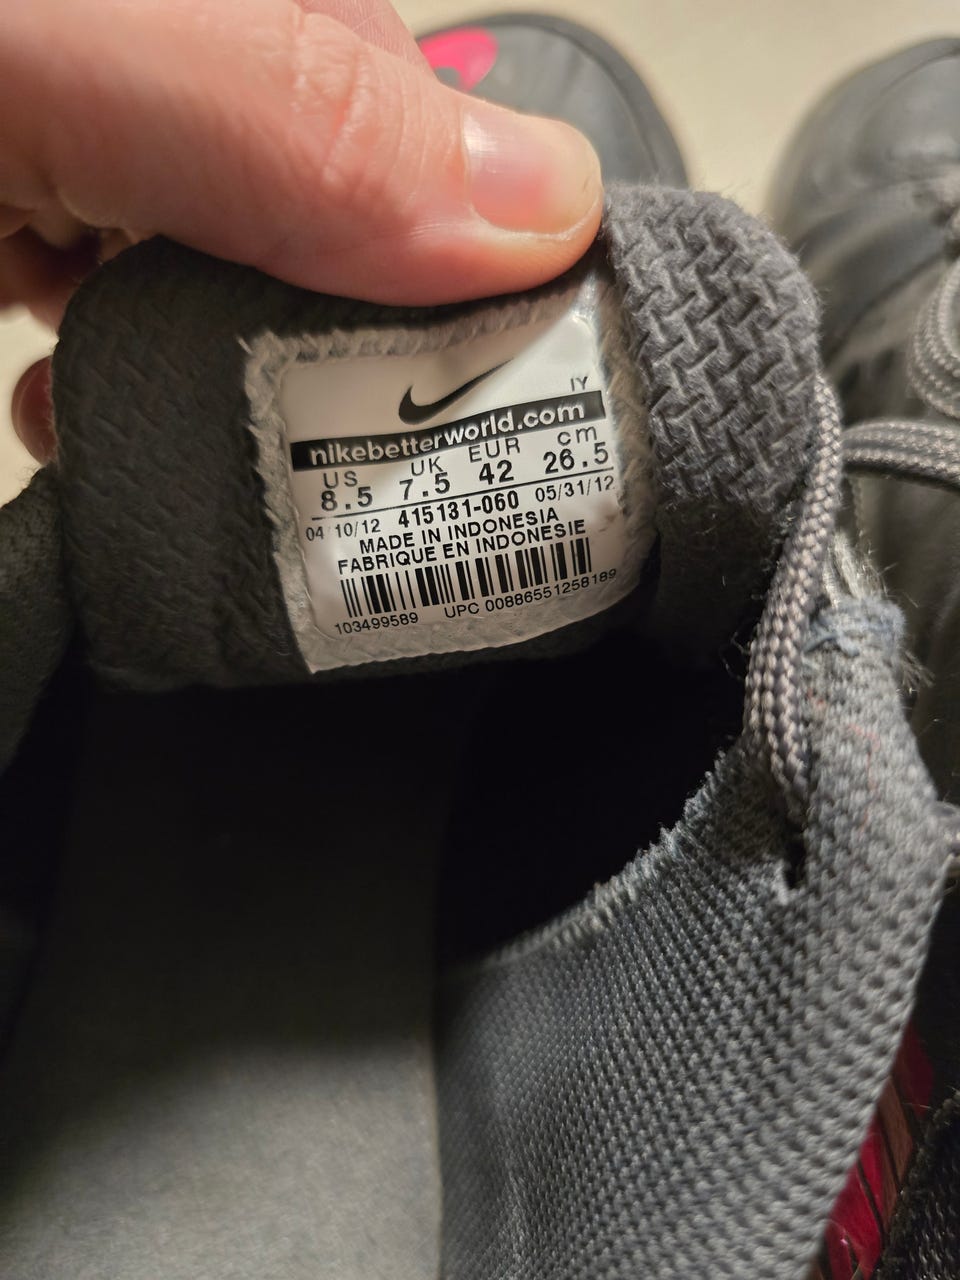 IY
nikebetterworld.com
US UK EUR cm
8.5 7.5 42 26.5
04/10/12 415131-060 05/31/12
MADE IN INDONESIA
FABRIQUE EN INDONESIE
103499589 UPC 00886551258189